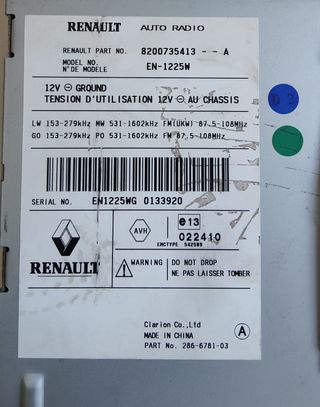 RENAULT AUTO RADIO
RENAULT PART NO. 8200735413 - - A
MODEL NO. EN-1225W
N° DE MODÈLE
12V ⊖ GROUND
TENSION D'UTILISATION 12V ⊖ AU CHASSIS
LW 153-279kHz MW 531-1602kHz FM(UKW) 87.5-108MHz
GO 153-279kHz PO 531-1602kHz FM 87.5-108MHz
SERIAL NO. EN1225WG 0133920
RENAULT
AVH
e13
022410
EMCTYPE 542589
WARNING DO NOT DROP
NE PAS LAISSER TOMBER
Clarion Co.,Ltd
MADE IN CHINA
PART No. 286-6781-03
A